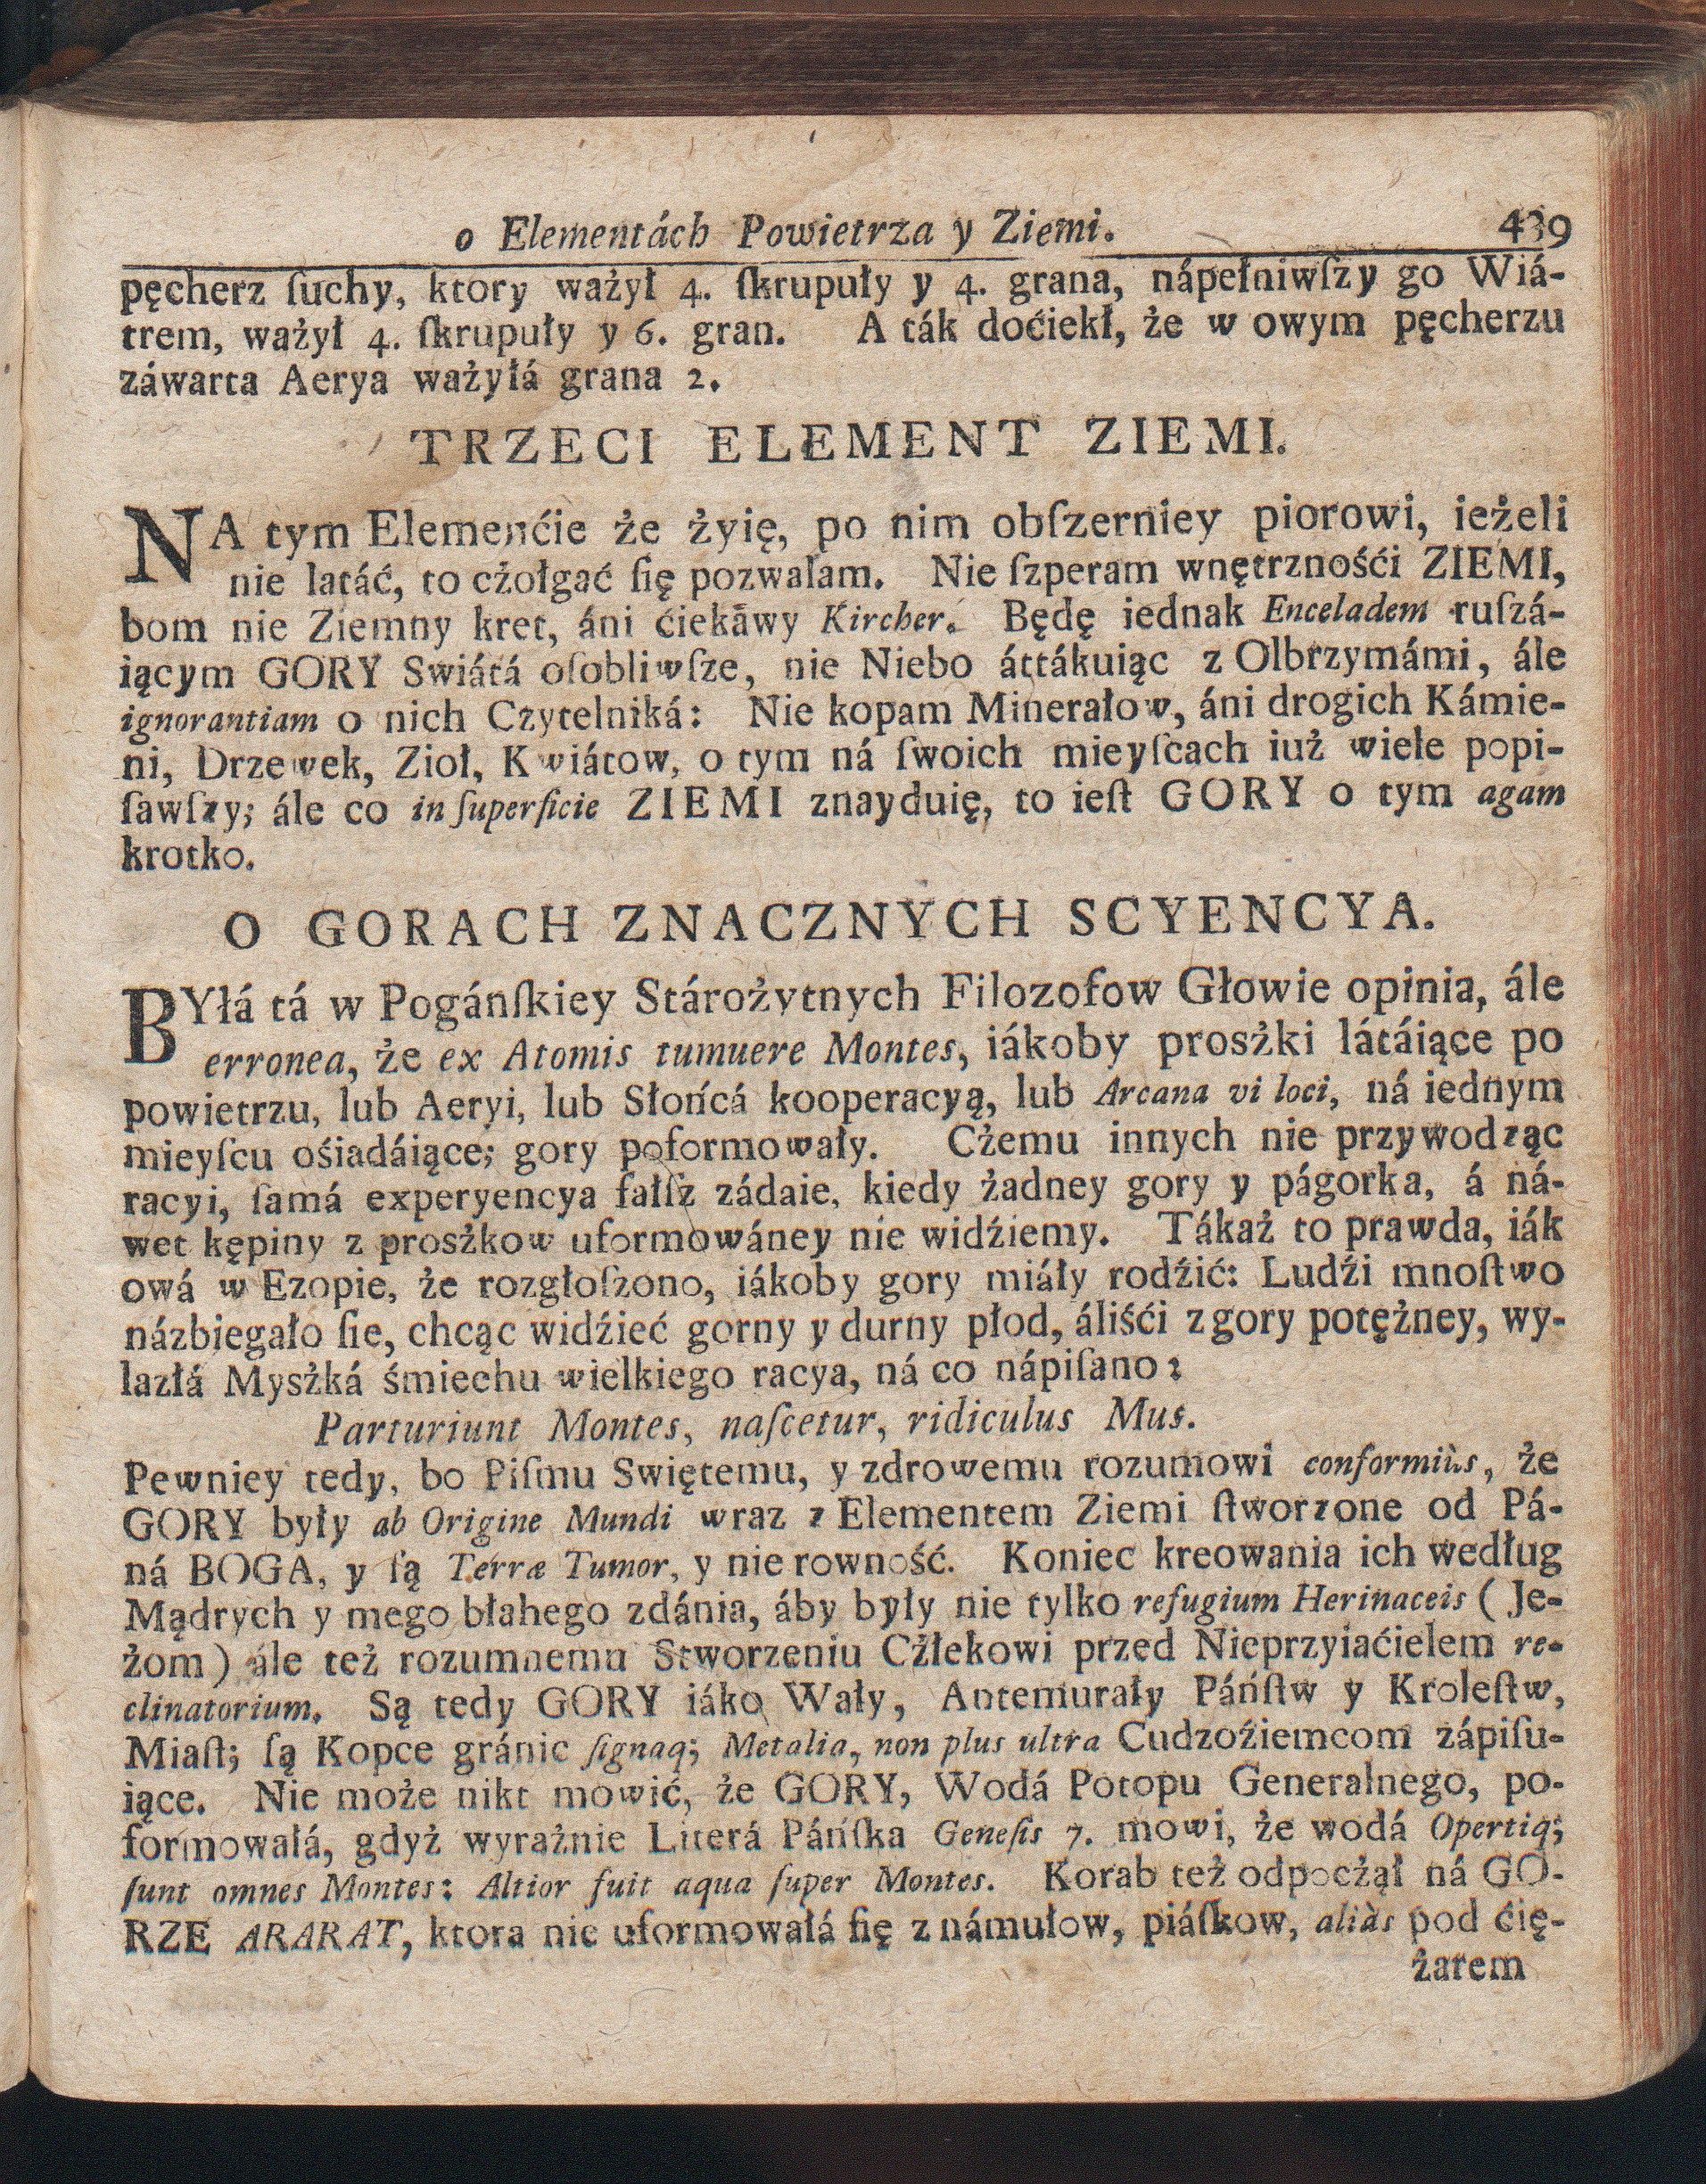 o Elementách Powietrza y Ziemi. 439
pęcherz ſuchy, ktory ważył 4. ſkrupuły y 4. grana, nápełniwſzy go Wiá-
trem, ważył 4. ſkrupuły y 6. gran. A ták doćiekł, że w owym pęcherzu
záwarta Aerya ważyłá grana 2.
TRZECI ELEMENT ZIEMI.
NA tym Elemenćie że żyię, po nim obſzerniey piorowi, ieżeli
nie latáć, to cżołgać ſię pozwalam. Nie ſzperam wnętrznośći ZIEMI,
bom nie Ziemny kret, áni ćiekawy Kircher. Będę iednak Enceladem ruſzá-
iącym GORY Swiátá oſobliwſze, nie Niebo áttákuiąc z Olbrzymámi, ále
ignorantiam o nich Czytelniká: Nie kopam Minerałow, áni drogich Kámie-
ni, Drzewek, Zioł, Kwiátow, o tym ná ſwoich mieyſcach iuż wiele popi-
ſawſzy; ále co in ſuperficie ZIEMI znayduię, to ieſt GORY o tym agam
krotko.
O GORACH ZNACZNYCH SCYENCYA.
BYłá tá w Pogánſkiey Stárożytnych Filozofow Głowie opinia, ále
erronea, że ex Atomis tumuere Montes, iákoby prosżki látáiące po
powietrzu, lub Aeryi, lub Słońcá kooperacyą, lub Arcana vi loci, ná iednym
mieyſcu ośiadáiące; gory poformowały. Cżemu innych nie przywodząc
racyi, ſamá experyencya fałſz zádaie, kiedy żadney gory y págorka, á ná-
wet kępiny z prosżkow uformowáney nie widźiemy. Tákaż to prawda, iák
owá w Ezopie, że rozgłoſzono, iákoby gory miáły rodźić: Ludźi mnoſtwo
názbiegało ſie, chcąc widźieć gorny y durny płod, áliśći z gory potężney, wy-
lazłá Mysżká śmiechu wielkiego racya, ná co nápiſano:
Parturiunt Montes, naſcetur, ridiculus Mus.
Pewniey tedy, bo Piſmu Swiętemu, y zdrowemu rozumowi conformiùs, że
GORY były ab Origine Mundi wraz z Elementem Ziemi ſtworzone od Pá-
ná BOGA, y ſą Terræ Tumor, y nie rowność. Koniec kreowania ich według
Mądrych y mego błahego zdánia, áby były nie tylko refugium Herinaceis (Je-
żom) ále też rozumnemu Stworzeniu Cżłekowi przed Nieprzyiaćielem re-
clinatorium. Są tedy GORY iáko Wały, Antemurały Páńſtw y Kroleſtw,
Miaſt; ſą Kopce gránic ſignaq; Metalia, non plus ultra Cudzoźiemcom zápiſu-
iące. Nie może nikt mowić, że GORY, Wodá Potopu Generalnego, po-
formowałá, gdyż wyrażnie Literá Páńſka Geneſis 7. mowi, że wodá Opertiq;
ſunt omnes Montes: Altior fuit aqua ſuper Montes. Korab też odpocżął ná GO-
RZE ARARAT, ktora nie uformowałá ſię z námułow, piáſkow, aliàs pod ćię-
żarem